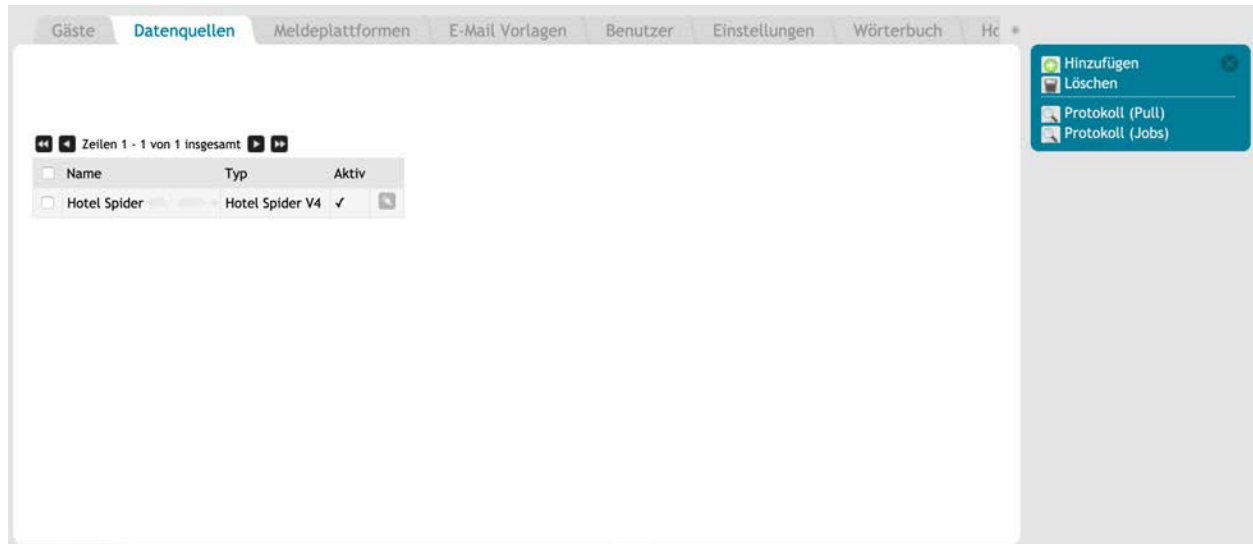 Gäste Datenquellen Meldeplattformen E-Mail Vorlagen Benutzer Einstellungen Wörterbuch
Hinzufügen
Löschen
Protokoll (Pull)
Protokoll (Jobs)
Zeilen 1 - 1 von 1 insgesamt
Name Typ Aktiv
Hotel Spider Hotel Spider V4 ✓